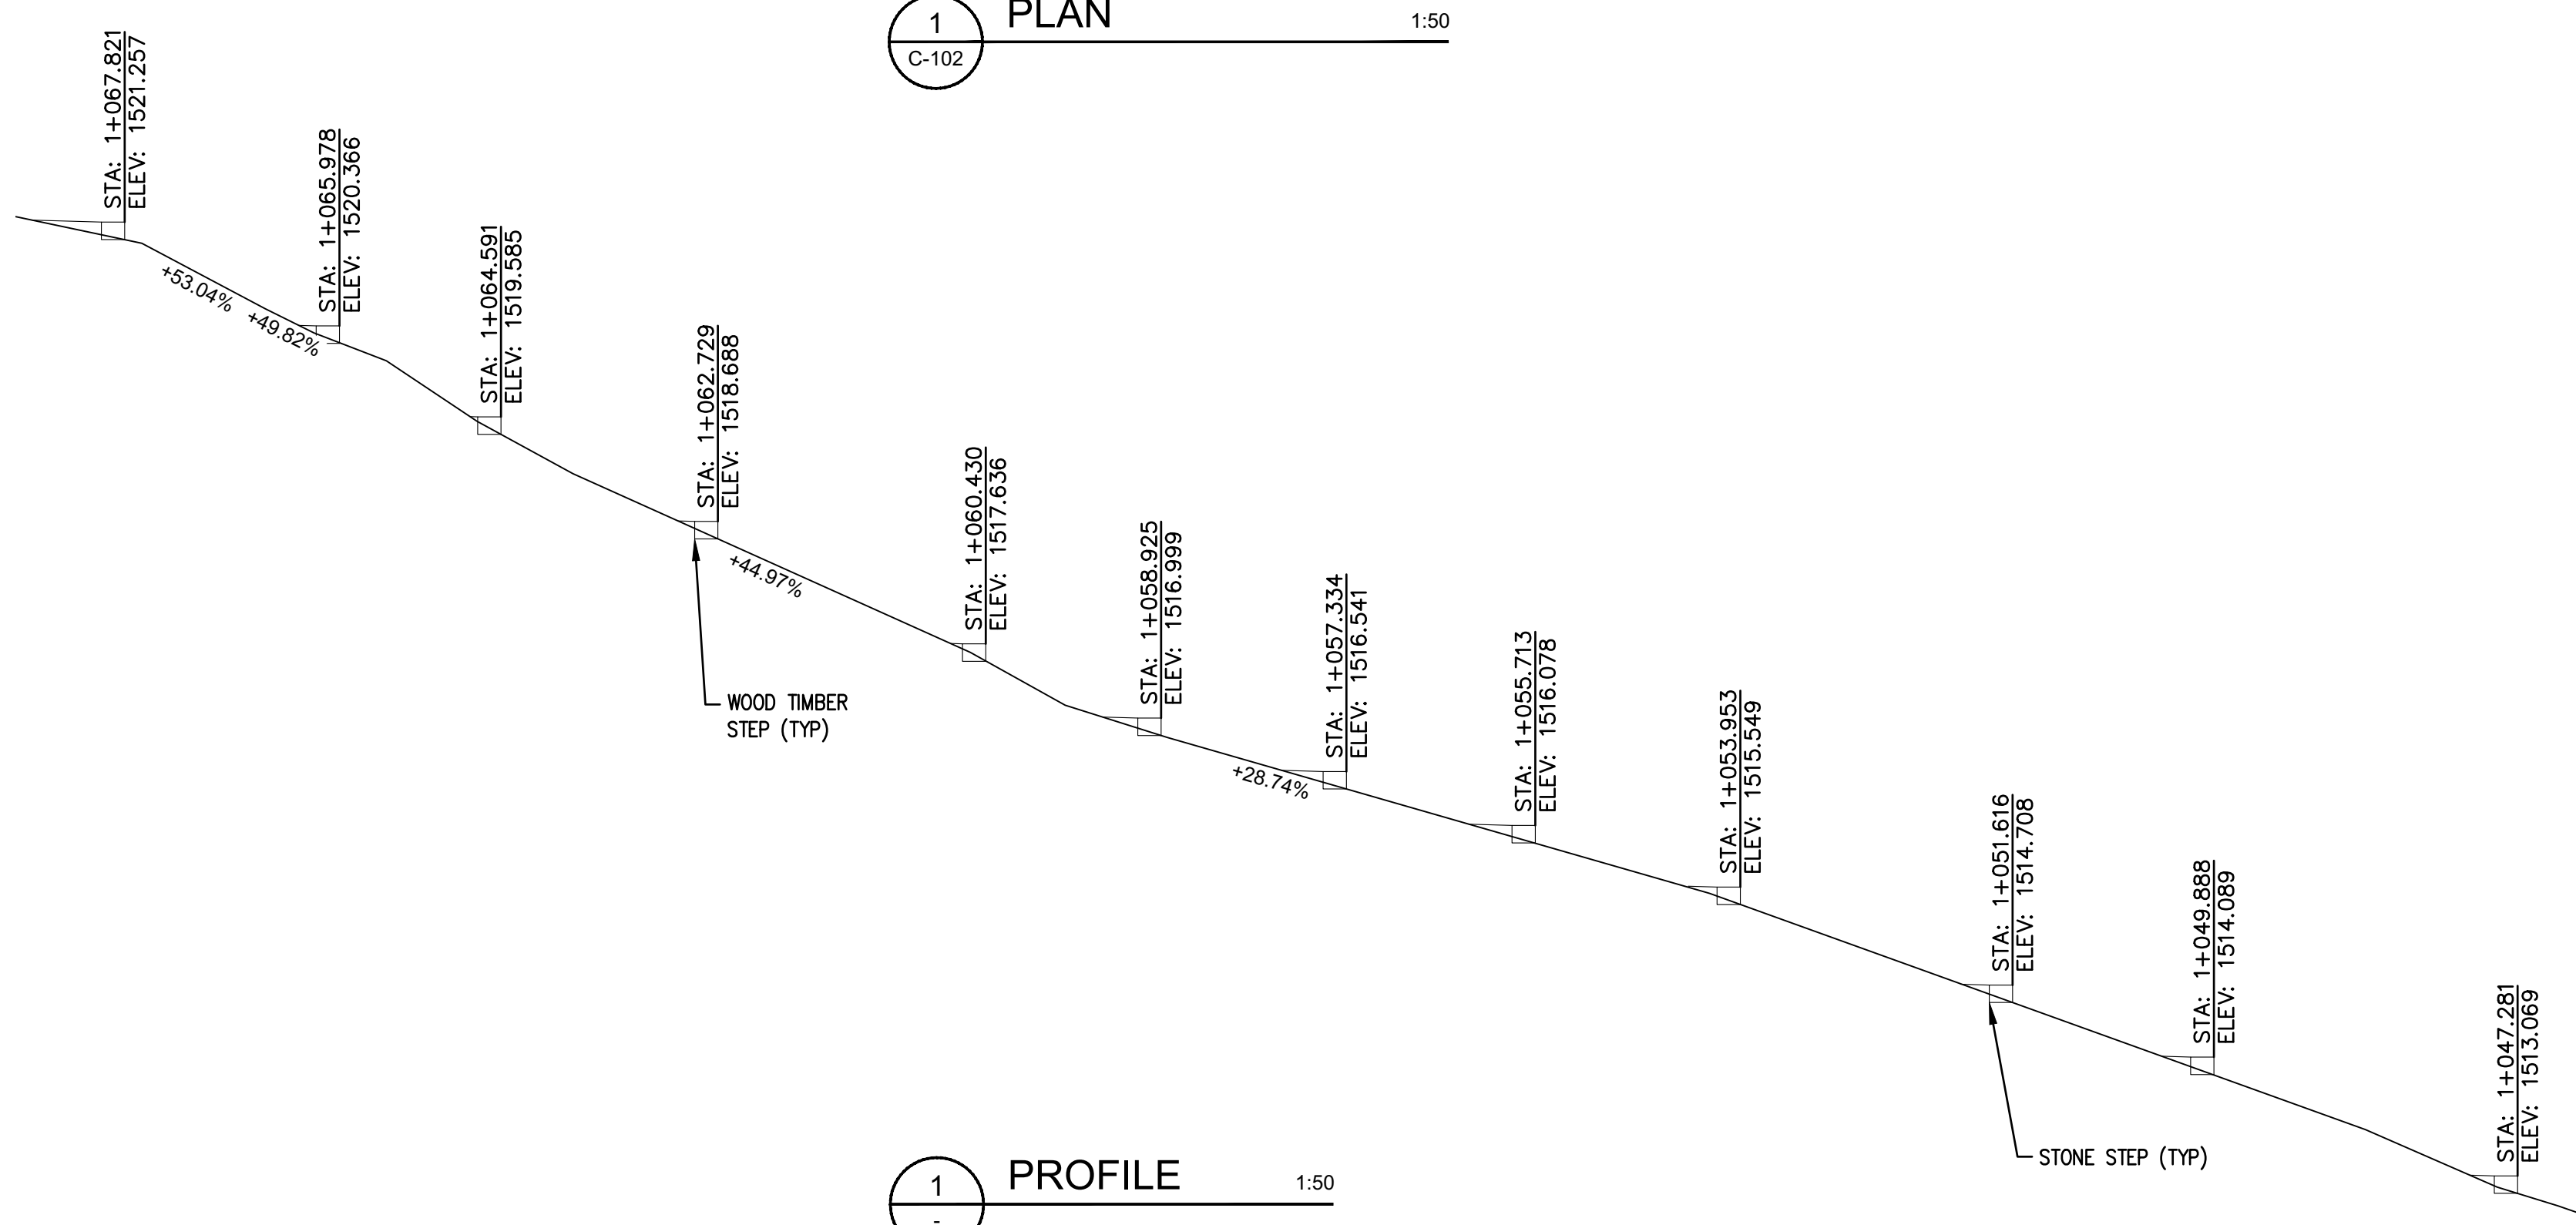 1
C-102
PLAN
1:50
STA: 1+067.821
ELEV: 1521.257
STA: 1+065.978
ELEV: 1520.366
STA: 1+064.591
ELEV: 1519.585
STA: 1+062.729
ELEV: 1518.688
STA: 1+060.430
ELEV: 1517.636
STA: 1+058.925
ELEV: 1516.999
STA: 1+057.334
ELEV: 1516.541
STA: 1+055.713
ELEV: 1516.078
STA: 1+053.953
ELEV: 1515.549
STA: 1+051.616
ELEV: 1514.708
STA: 1+049.888
ELEV: 1514.089
STA: 1+047.281
ELEV: 1513.069
+53.04%
+49.82%
+44.97%
+28.74%
WOOD TIMBER
STEP (TYP)
STONE STEP (TYP)
1
-
PROFILE
1:50